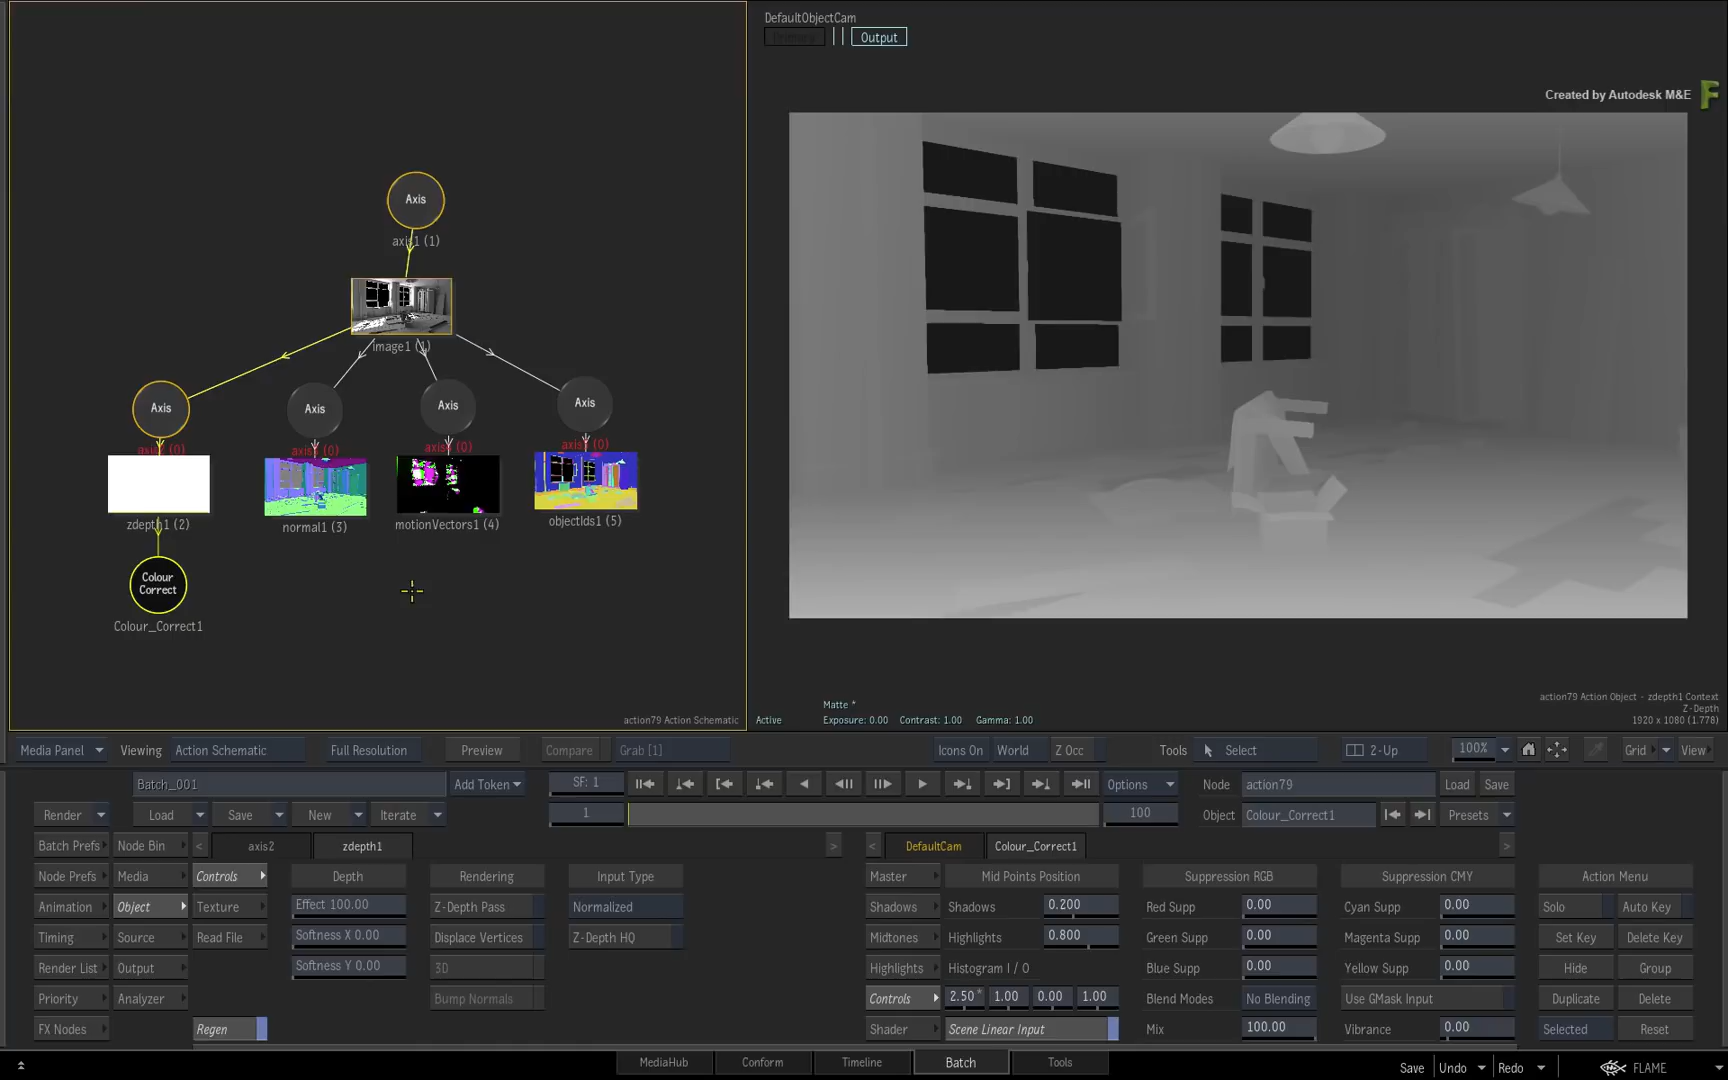 DefaultObjectCam
Primary
Output
Created by Autodesk M&E
Axis
axis1 (1)
image1 (1)
Axis
Axis
Axis
Axis
zdepth1 (2)
normal1 (3)
motionVectors1 (4)
objectIds1 (5)
Colour
Correct
Colour_Correct1
action79 Action Schematic
Matte *
Active Exposure: 0.00 Contrast: 1.00 Gamma: 1.00
action79 Action Object - zdepth1 Context
Z-Depth
1920 x 1080 (1.778)
Media Panel Viewing Action Schematic Full Resolution Preview Compare Grab [1] Icons On World Z Occ Tools Select 2-Up 100% Grid View
Batch_001 Add Token SF: 1 Options Node action79 Load Save
Render Load Save New Iterate 1 100 Object Colour_Correct1 Presets
Batch Prefs Node Bin < axis2 zdepth1 > < DefaultCam Colour_Correct1 >
Node Prefs Media Controls Depth Rendering Input Type Master Mid Points Position Suppression RGB Suppression CMY Action Menu
Animation Object Texture Effect 100.00 Z-Depth Pass Normalized Shadows Shadows 0.200 Red Supp 0.00 Cyan Supp 0.00 Solo Auto Key
Timing Source Read File Softness X 0.00 Displace Vertices Z-Depth HQ Midtones Highlights 0.800 Green Supp 0.00 Magenta Supp 0.00 Set Key Delete Key
Render List Output Softness Y 0.00 3D Highlights Histogram I / O Blue Supp 0.00 Yellow Supp 0.00 Hide Group
Priority Analyzer Bump Normals Controls 2.50 * 1.00 0.00 1.00 Blend Modes No Blending Use GMask Input Duplicate Delete
FX Nodes Regen Shader Scene Linear Input Mix 100.00 Vibrance 0.00 Selected Reset
MediaHub Conform Timeline Batch Tools Save Undo Redo FLAME